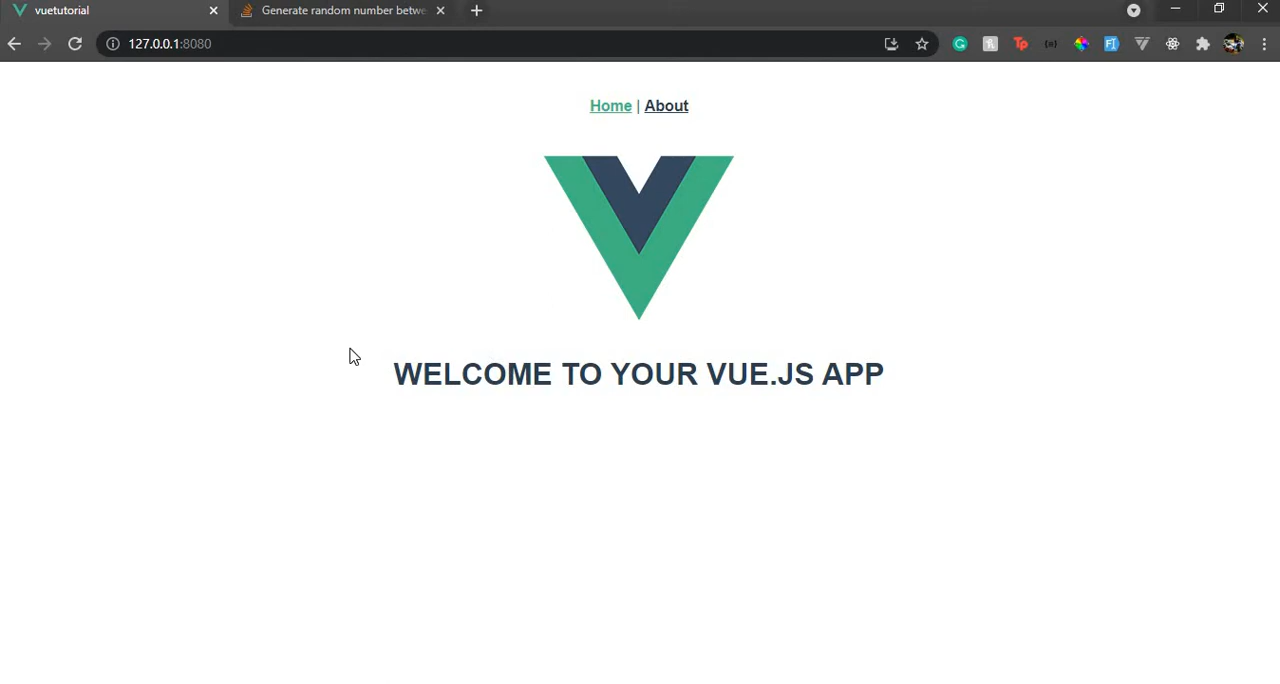 vuetutorial
Generate random number betwe
127.0.0.1:8080
Home | About
WELCOME TO YOUR VUE.JS APP